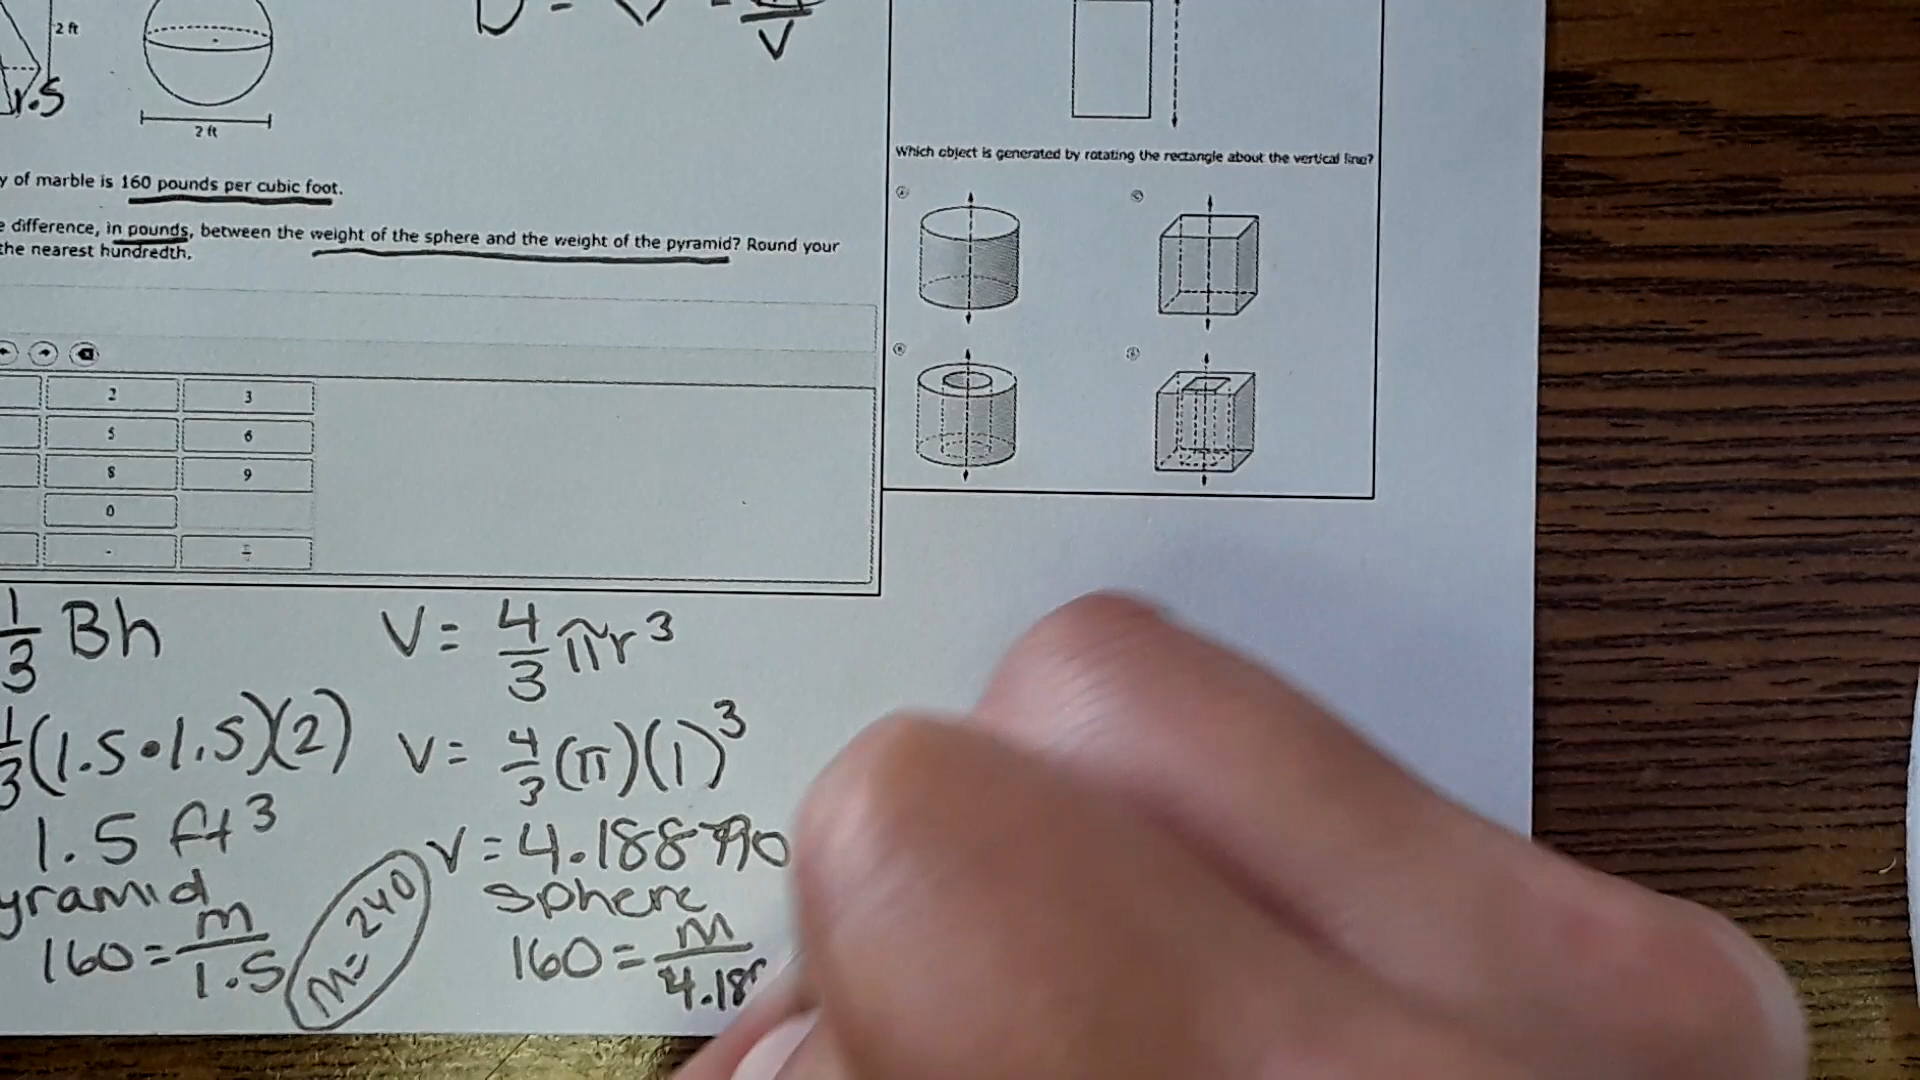 2 ft
1.5
2 ft
V
y of marble is 160 pounds per cubic foot.
e difference, in pounds, between the weight of the sphere and the weight of the pyramid? Round your
the nearest hundredth.
2 3
5 6
8 9
0
Which object is generated by rotating the rectangle about the vertical line?
1/3 Bh
1/3 (1.5 • 1.5)(2)
1.5 ft³
yramid
160 = m/1.5
m = 240
V = 4/3 πr³
V = 4/3 (π)(1)³
V = 4.188790
sphere
160 = m/4.18